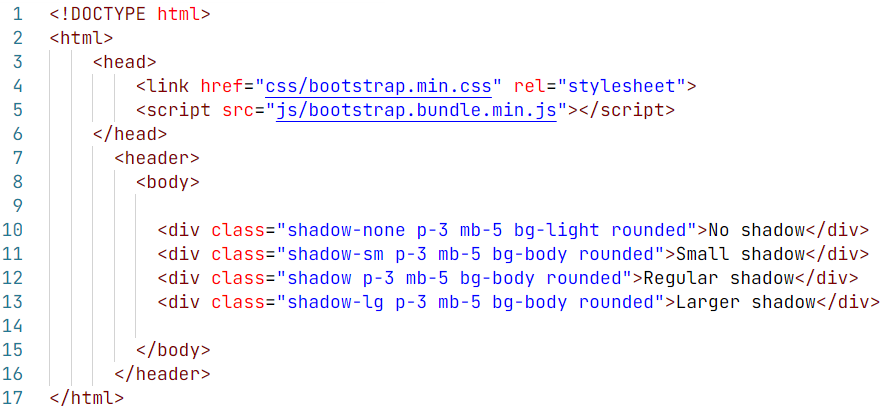 1 <!DOCTYPE html>
2 <html>
3 <head>
4 <link href="css/bootstrap.min.css" rel="stylesheet">
5 <script src="js/bootstrap.bundle.min.js"></script>
6 </head>
7 <header>
8 <body>
9
10 <div class="shadow-none p-3 mb-5 bg-light rounded">No shadow</div>
11 <div class="shadow-sm p-3 mb-5 bg-body rounded">Small shadow</div>
12 <div class="shadow p-3 mb-5 bg-body rounded">Regular shadow</div>
13 <div class="shadow-lg p-3 mb-5 bg-body rounded">Larger shadow</div>
14
15 </body>
16 </header>
17 </html>